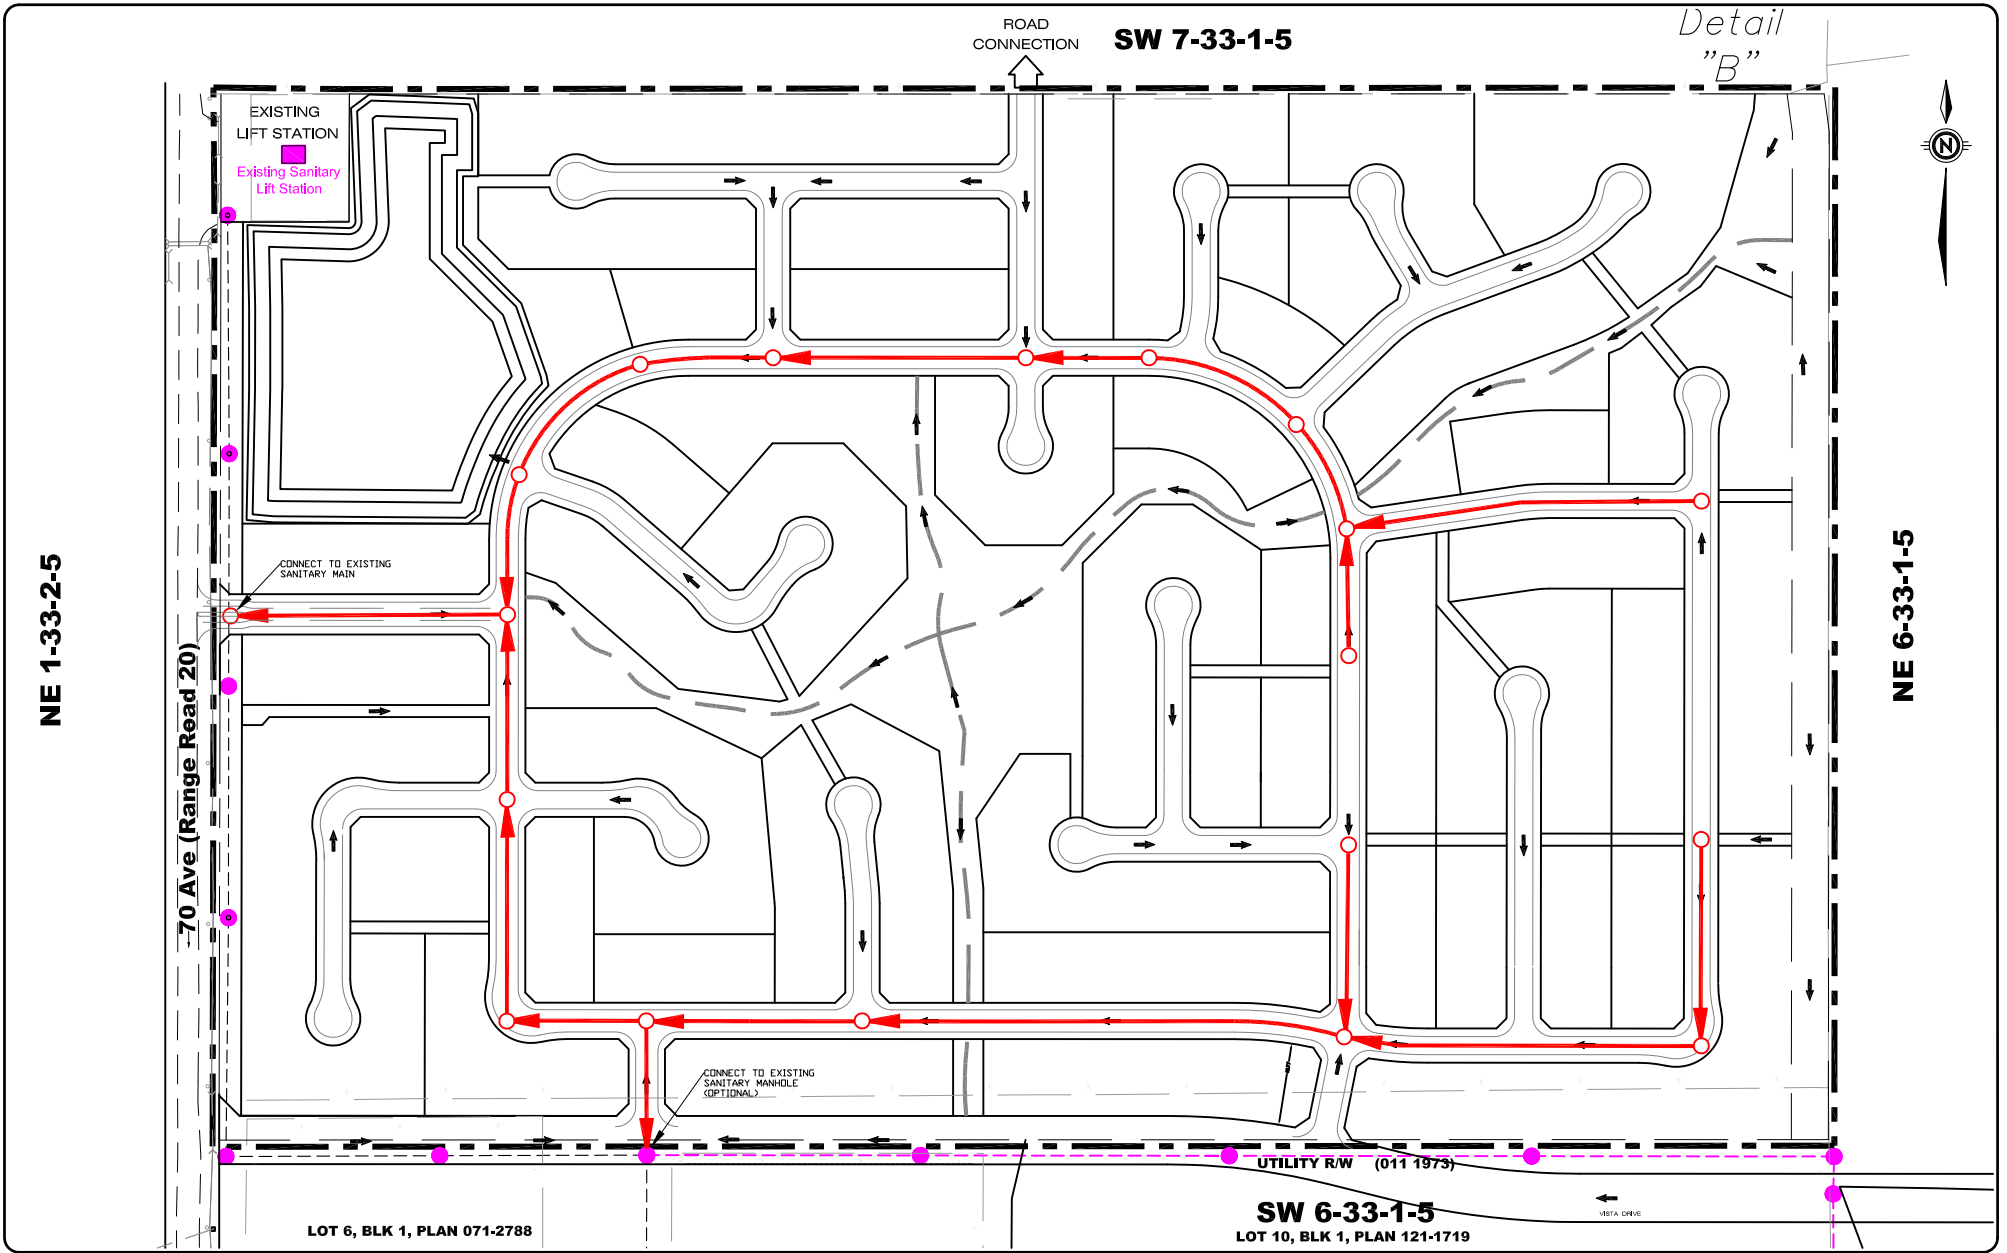 ROAD
CONNECTION
SW 7-33-1-5
Detail
"B"
EXISTING
LIFT STATION
Existing Sanitary
Lift Station
N
CONNECT TO EXISTING
SANITARY MAIN
NE 1-33-2-5
70 Ave (Range Road 20)
NE 6-33-1-5
CONNECT TO EXISTING
SANITARY MANHOLE
(OPTIONAL)
UTILITY R/W (011 1973)
VISTA DRIVE
SW 6-33-1-5
LOT 6, BLK 1, PLAN 071-2788
LOT 10, BLK 1, PLAN 121-1719